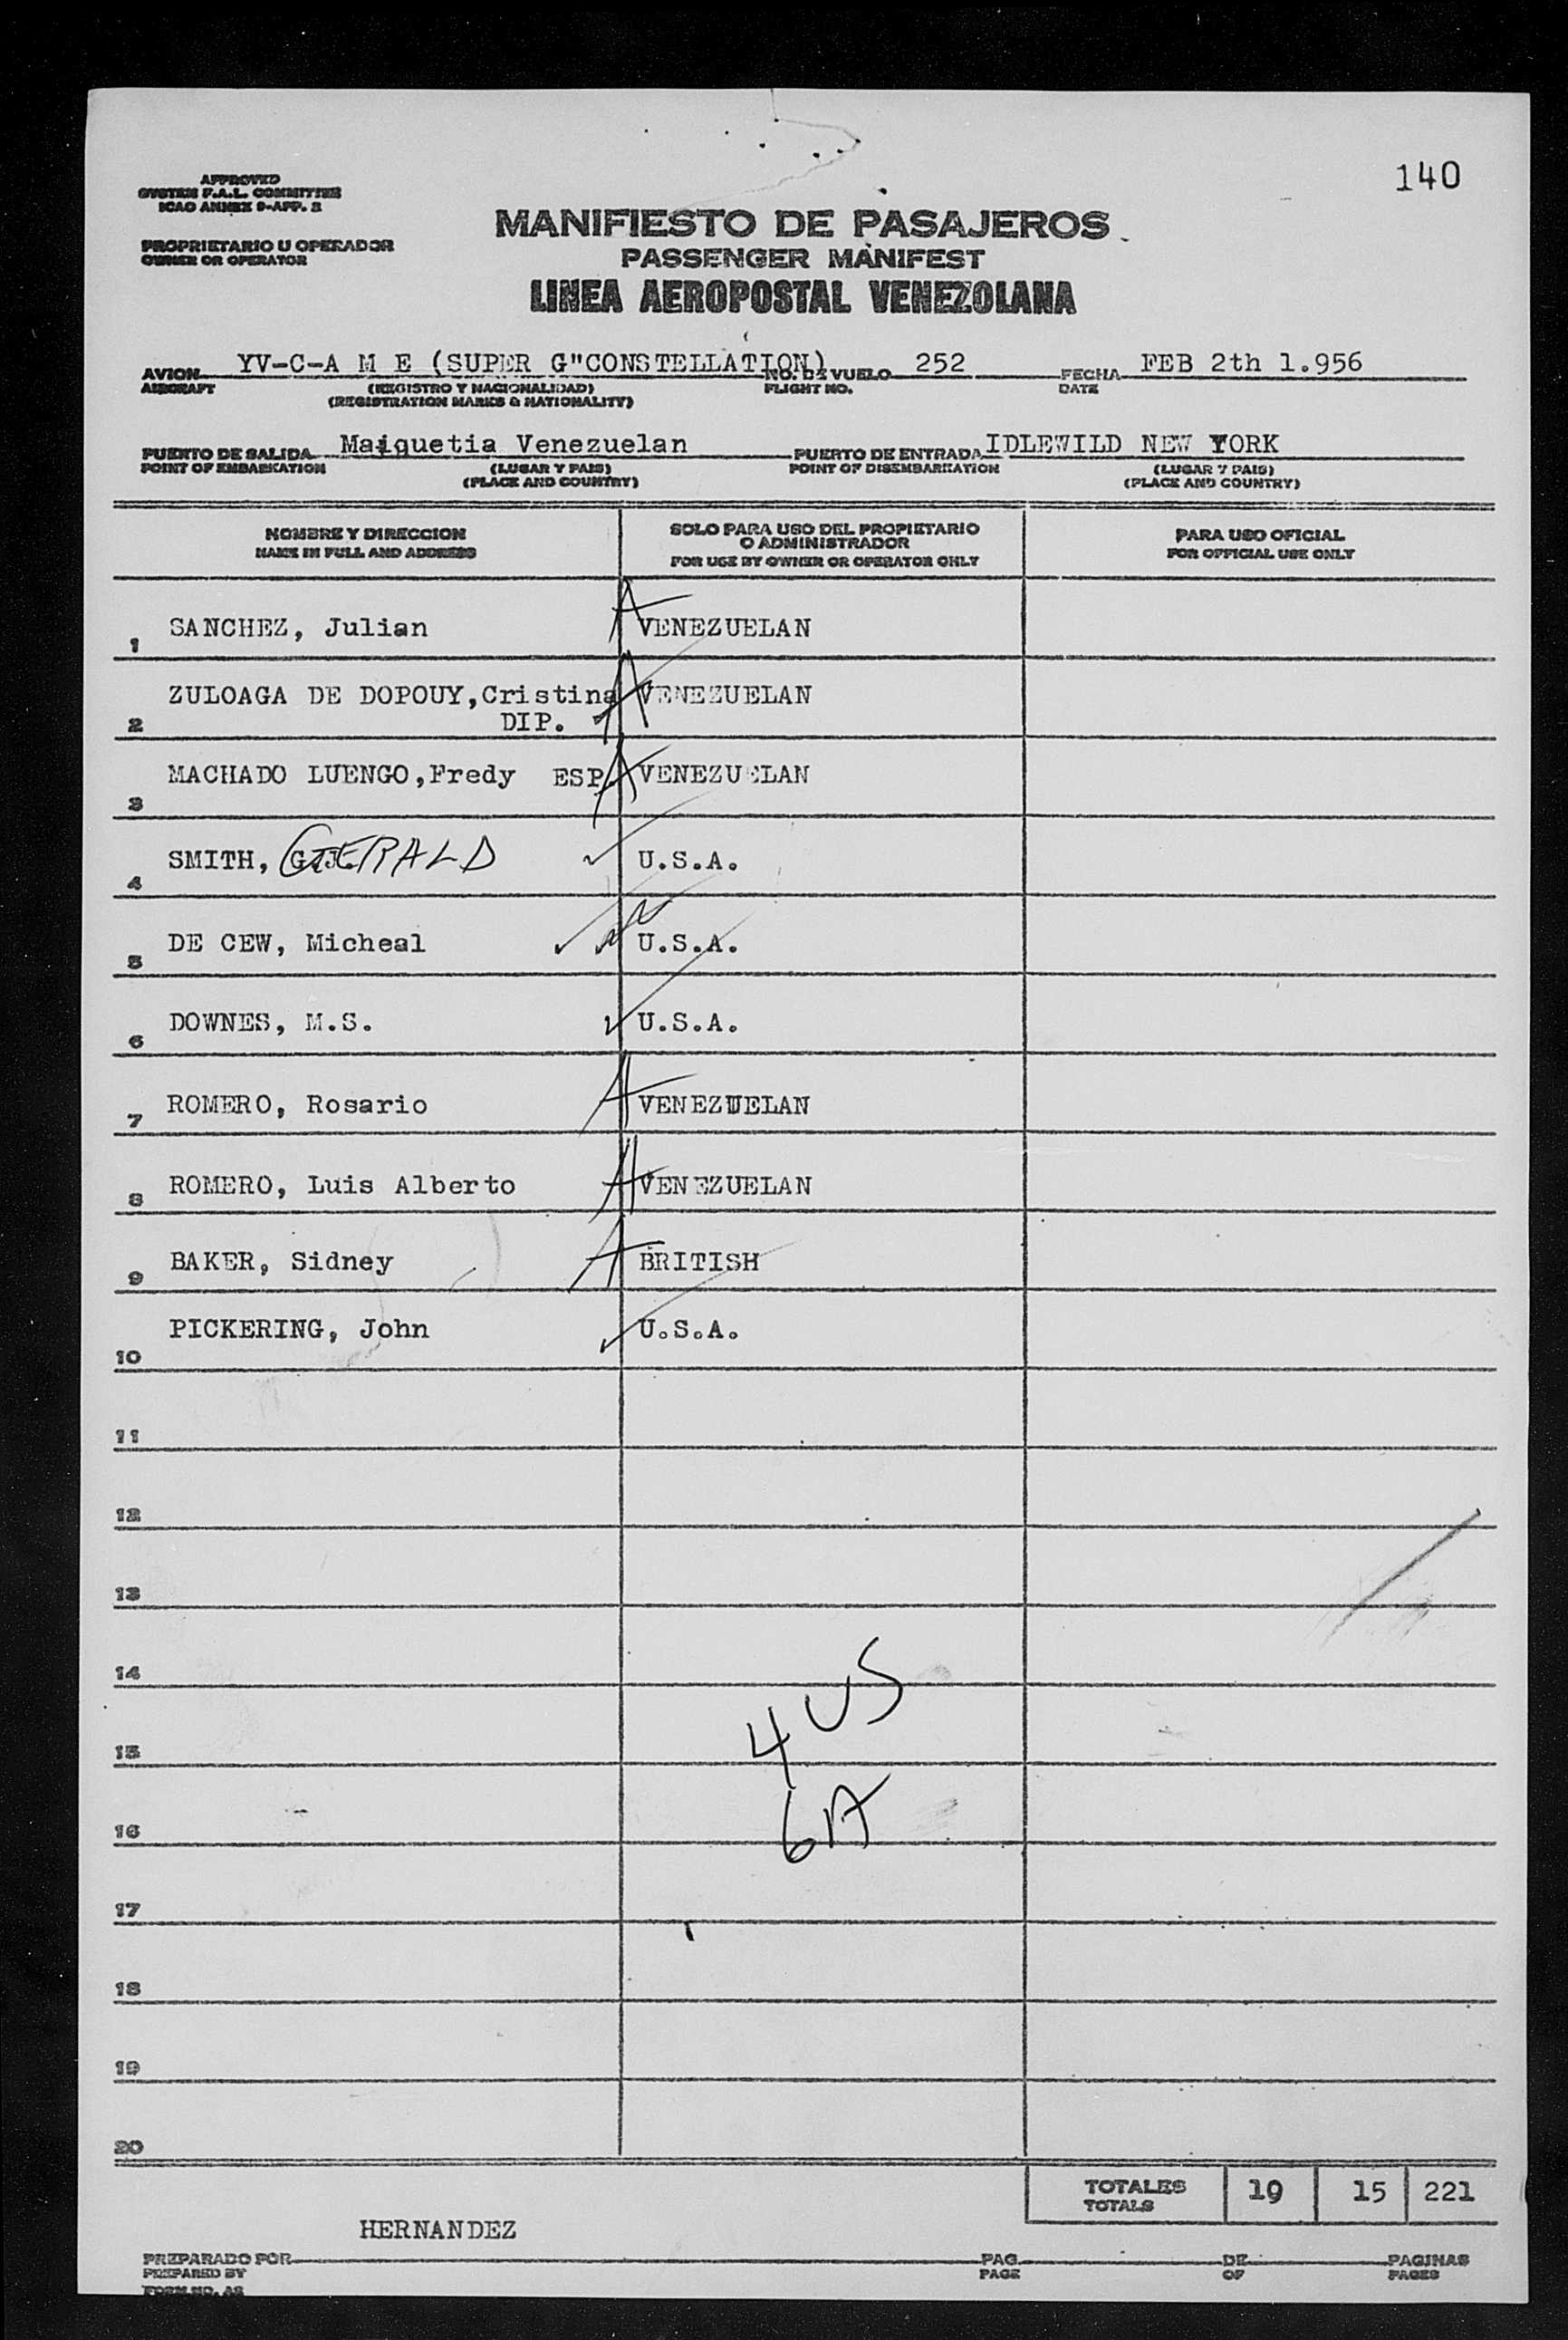 140
APPROVED
SYSTEM F.A.L. COMMITTEE
ICAO ANNEX 9-APP. 2
MANIFIESTO DE PASAJEROS
PROPRIETARIO U OPERADOR
OWNER OR OPERATOR
PASSENGER MANIFEST
LINEA AEROPOSTAL VENEZOLANA
AVION YV-C-A M E (SUPER G"CONSTELLATION) NO. DE VUELO 252 FECHA FEB 2th 1.956
AIRCRAFT (REGISTRO Y NACIONALIDAD) FLIGHT NO. DATE
(REGISTRATION MARKS & NATIONALITY)
PUERTO DE SALIDA Maiquetia Venezuelan PUERTO DE ENTRADA IDLEWILD NEW YORK
POINT OF EMBARKATION (LUGAR Y PAIS) POINT OF DISEMBARKATION (LUGAR Y PAIS)
(PLACE AND COUNTRY) (PLACE AND COUNTRY)
NOMBRE Y DIRECCION SOLO PARA USO DEL PROPIETARIO PARA USO OFICIAL
O ADMINISTRADOR
NAME IN FULL AND ADDRESS FOR USE BY OWNER OR OPERATOR ONLY FOR OFFICIAL USE ONLY
1 SANCHEZ, Julian A VENEZUELAN
2 ZULOAGA DE DOPOUY,Cristina A VENEZUELAN
DIP.
3 MACHADO LUENGO,Fredy ESP. A VENEZUELAN
4 SMITH, GERALD ✓ U.S.A.
5 DE CEW, Micheal ✓ U.S.A.
6 DOWNES, M.S. ✓ U.S.A.
7 ROMERO, Rosario A VENEZUELAN
8 ROMERO, Luis Alberto A VENEZUELAN
9 BAKER, Sidney A BRITISH
10 PICKERING, John ✓ U.S.A.
11
12
13
14
4 US
15
6A
16
17
18
19
20
TOTALES 19 15 221
TOTALS
HERNANDEZ
PREPARADO POR PAG. DE PAGINAS
PREPARED BY PAGE OF PAGES
FORM NO. AS